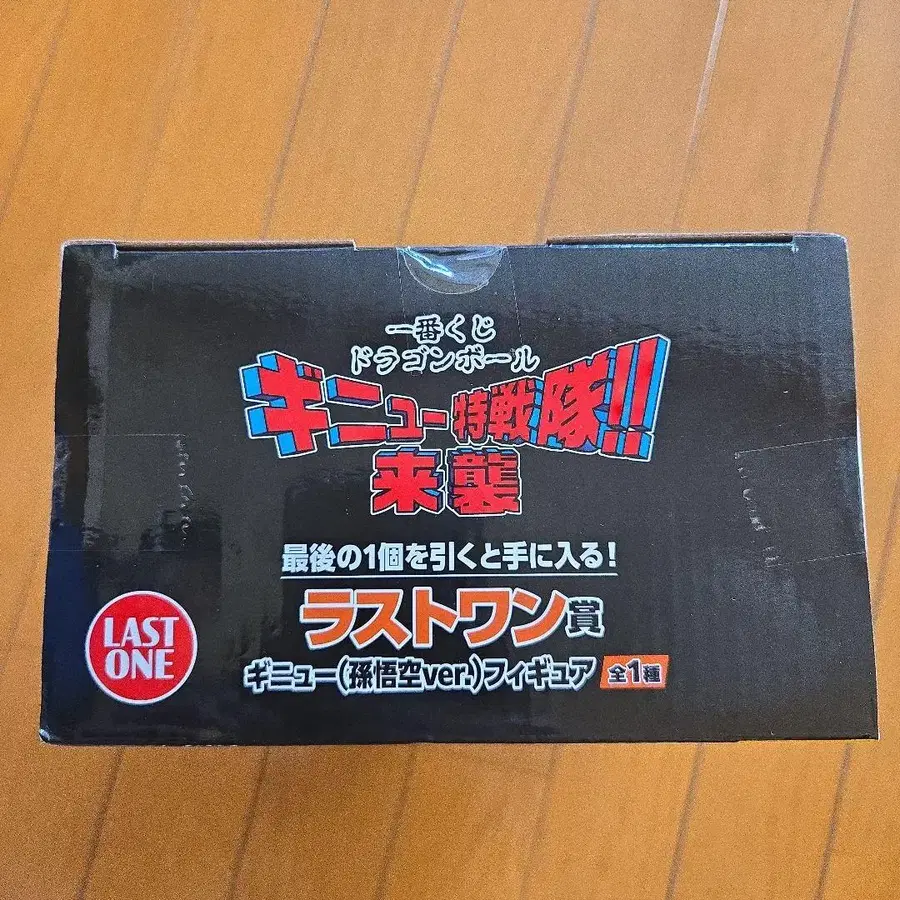 一番くじ
ドラゴンボール
ギニュー特戦隊!!
来襲
最後の1個を引くと手に入る!
ラストワン賞
LAST
ONE
ギニュー(孫悟空ver.)フィギュア 全1種